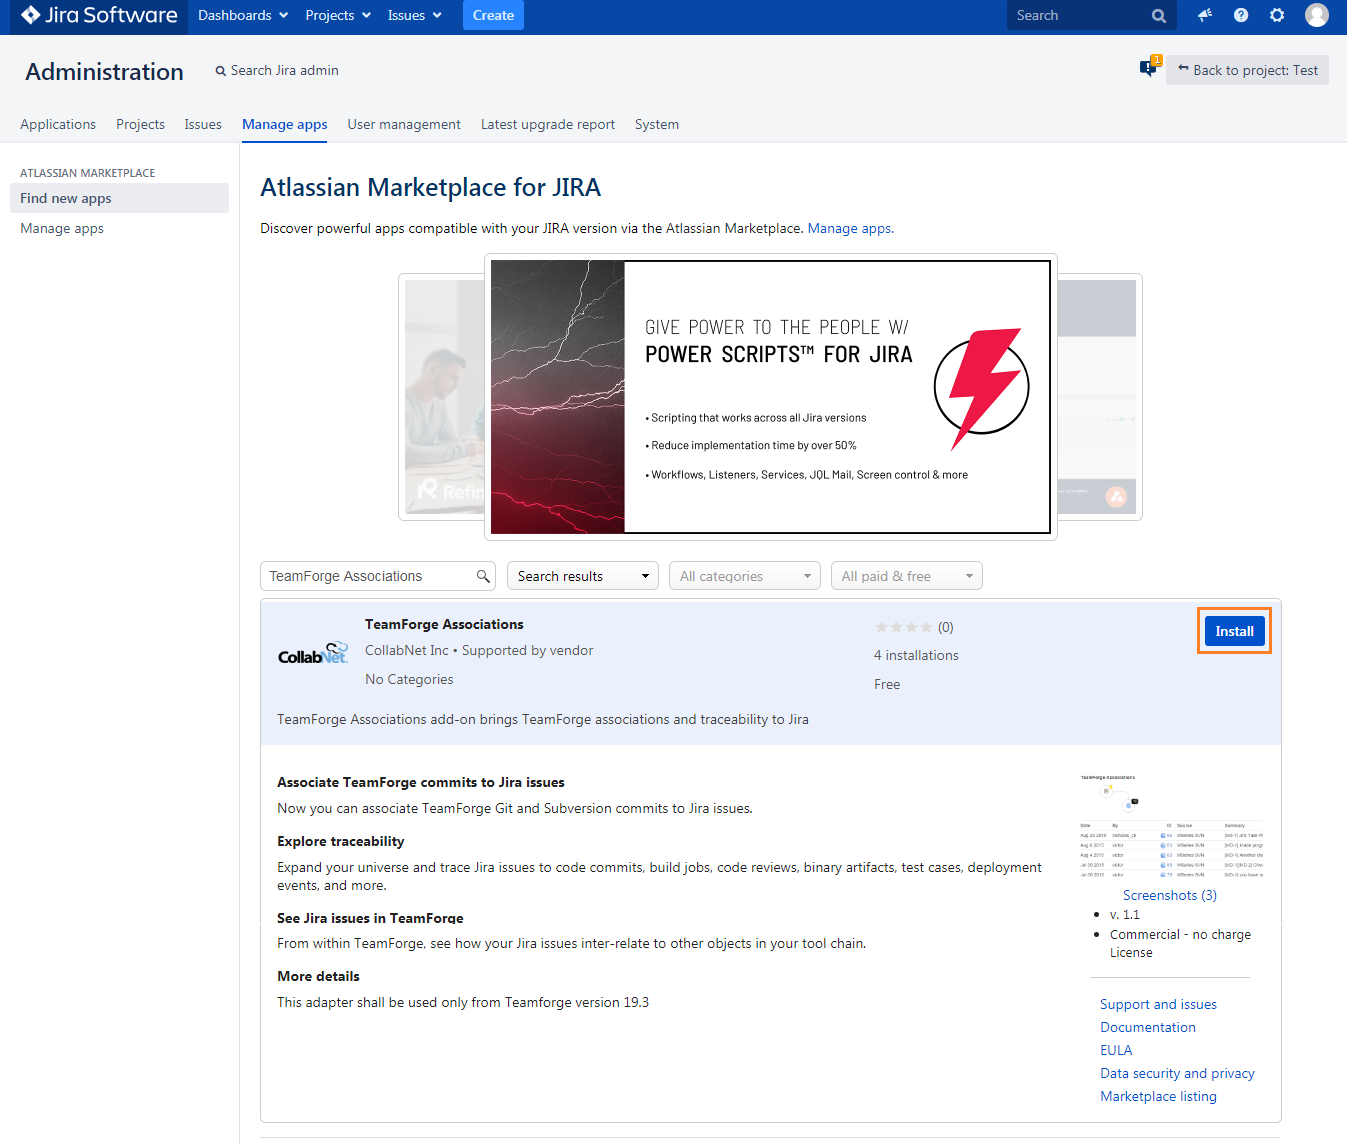 Jira Software Dashboards Projects Issues Create Search
Administration Search Jira admin 1 Back to project: Test
Applications Projects Issues Manage apps User management Latest upgrade report System
ATLASSIAN MARKETPLACE
Find new apps
Manage apps
Atlassian Marketplace for JIRA
Discover powerful apps compatible with your JIRA version via the Atlassian Marketplace. Manage apps.
GIVE POWER TO THE PEOPLE W/
POWER SCRIPTS™ FOR JIRA
• Scripting that works across all Jira versions
• Reduce implementation time by over 50%
• Workflows, Listeners, Services, JQL Mail, Screen control & more
TeamForge Associations Search results All categories All paid & free
CollabNet.
TeamForge Associations
CollabNet Inc • Supported by vendor
No Categories
(0)
4 installations
Free
Install
TeamForge Associations add-on brings TeamForge associations and traceability to Jira
Associate TeamForge commits to Jira issues
Now you can associate TeamForge Git and Subversion commits to Jira issues.
Explore traceability
Expand your universe and trace Jira issues to code commits, build jobs, code reviews, binary artifacts, test cases, deployment
events, and more.
See Jira issues in TeamForge
From within TeamForge, see how your Jira issues inter-relate to other objects in your tool chain.
More details
This adapter shall be used only from Teamforge version 19.3
TeamForge Associations
Date By ID Source Summary
Screenshots (3)
• v. 1.1
• Commercial - no charge
License
Support and issues
Documentation
EULA
Data security and privacy
Marketplace listing